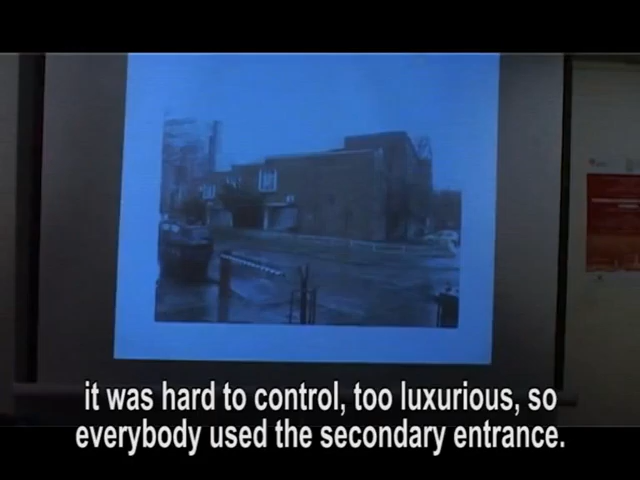 it was hard to control, too luxurious, so
everybody used the secondary entrance.